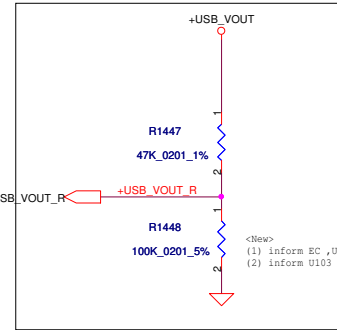 +USB_VOUT
1
R1447
47K_0201_1%
2
SB_VOUT_R
+USB_VOUT_R
1
R1448
100K_0201_5%
2
<New>
(1) inform EC ,U
(2) inform U103